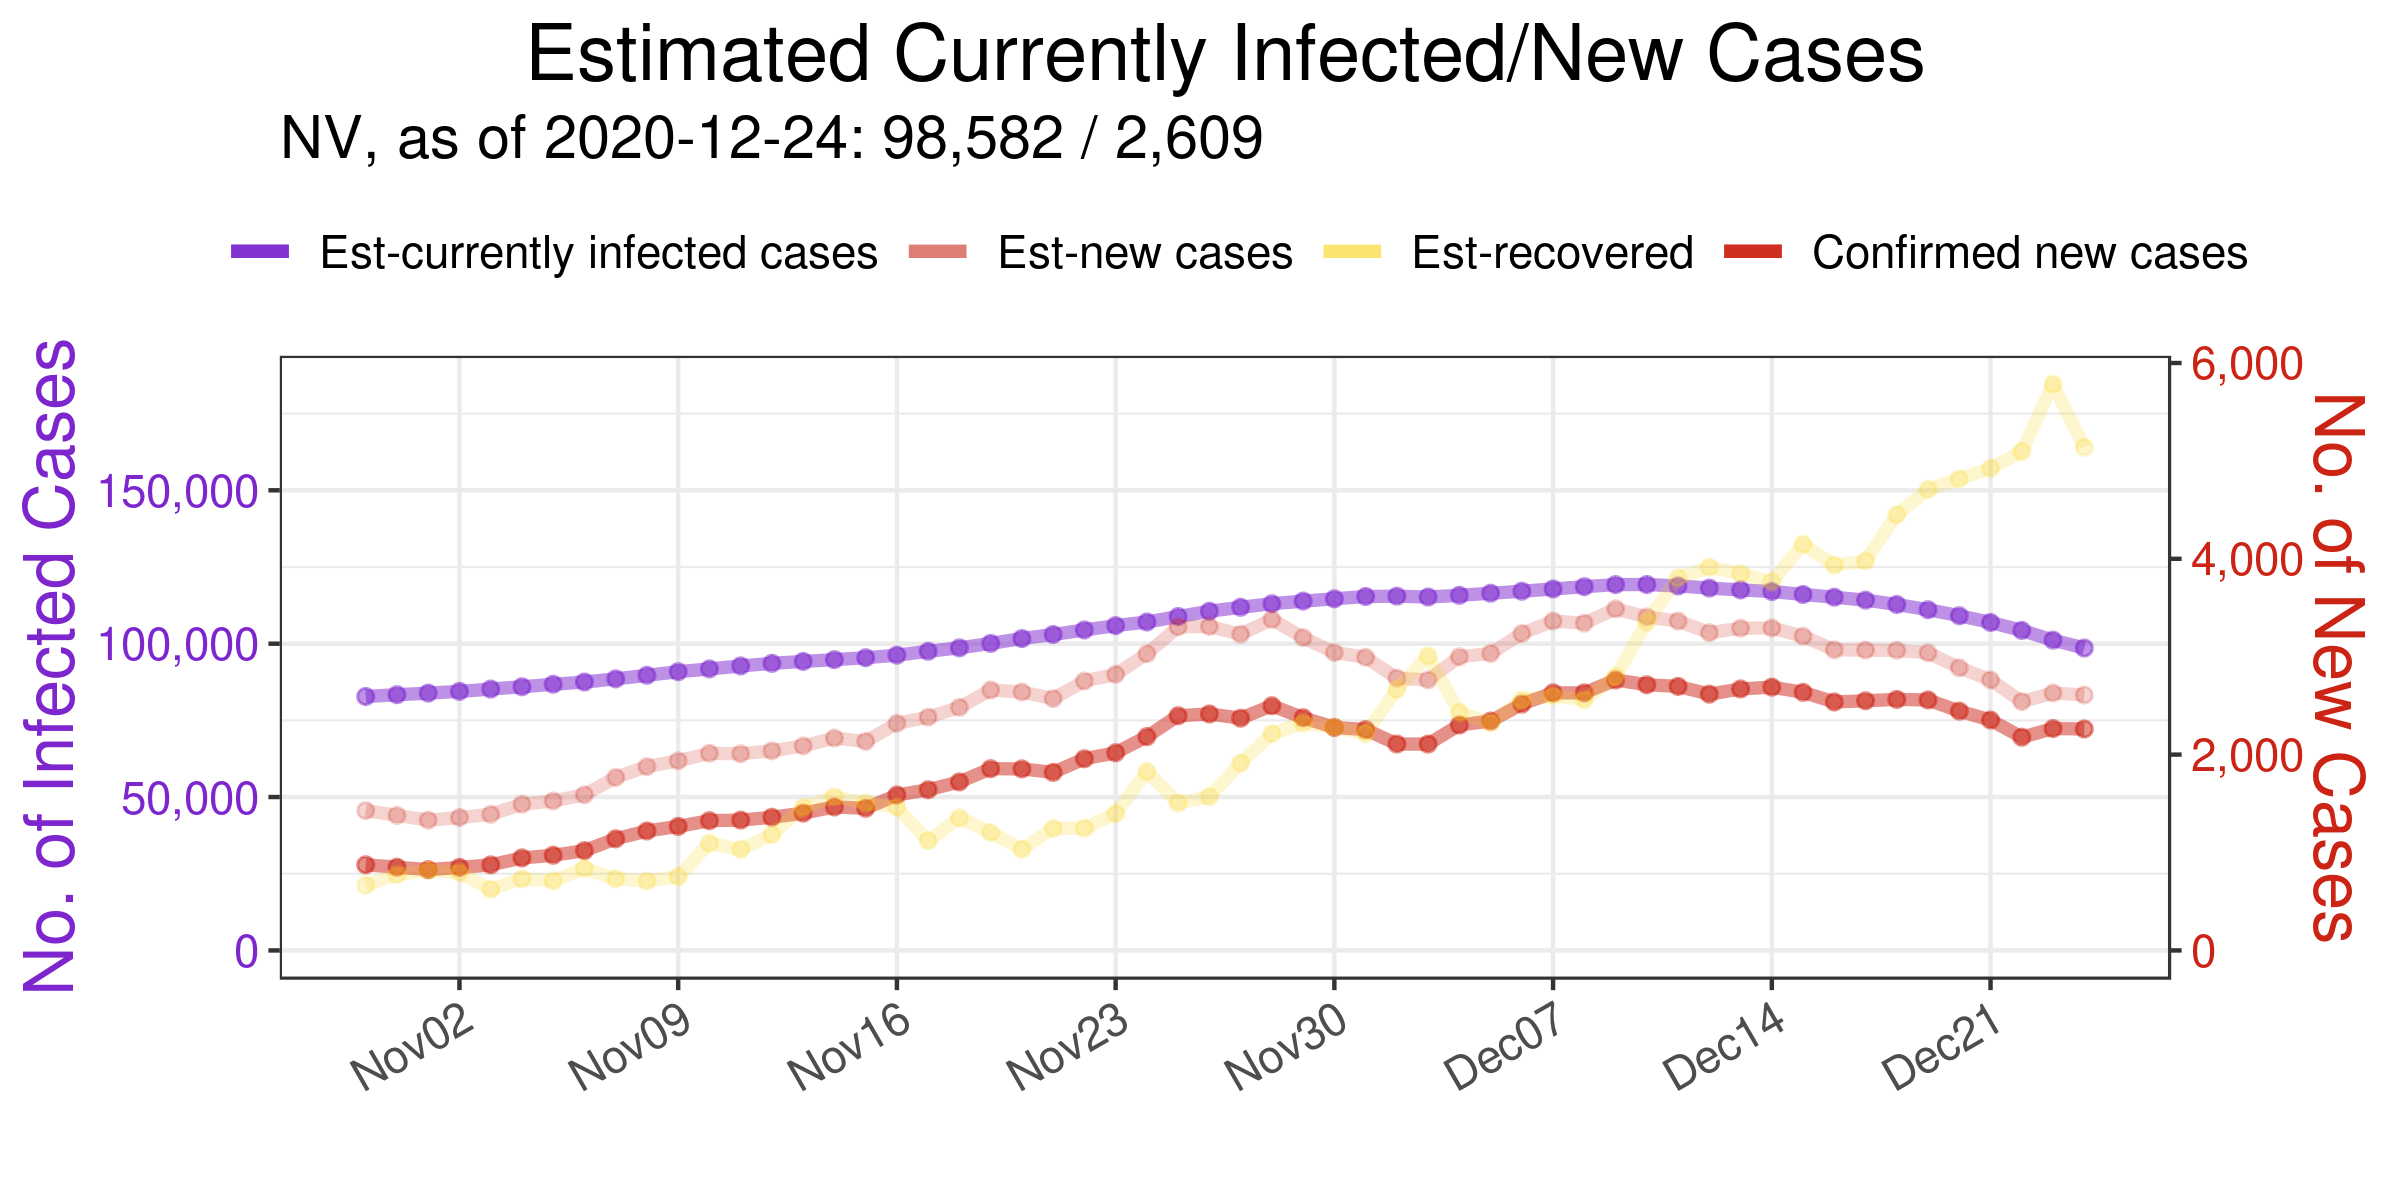 Estimated Currently Infected/New Cases
NV, as of 2020-12-24: 98,582 / 2,609
Est-currently infected cases Est-new cases Est-recovered Confirmed new cases
No. of Infected Cases
150,000
100,000
50,000
0
6,000
4,000
2,000
0
No. of New Cases
Nov02 Nov09 Nov16 Nov23 Nov30 Dec07 Dec14 Dec21